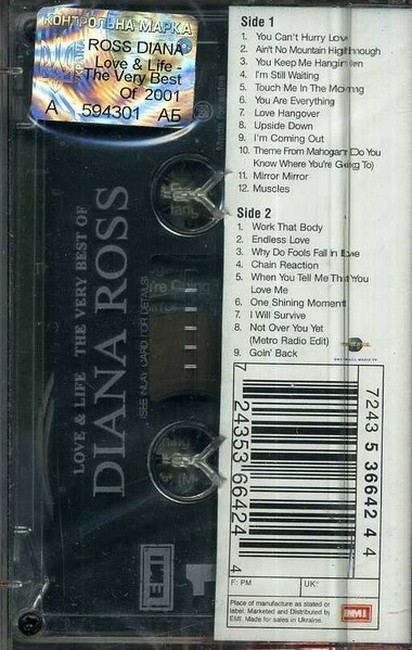 КОНТРОЛЬНА МАРКА
УКРАЇНА
ROSS DIANA
Love & Life -
The Very Best
Of 2001
А 594301 АБ
LOVE & LIFE THE VERY BEST OF
DIANA ROSS
(SEE INLAY CARD FOR DETAILS)
EMI
Side 1
1. You Can't Hurry Love
2. Ain't No Mountain High Enough
3. You Keep Me Hangin' On
4. I'm Still Waiting
5. Touch Me In The Morning
6. You Are Everything
7. Love Hangover
8. Upside Down
9. I'm Coming Out
10. Theme From Mahogany (Do You
Know Where You're Going To)
11. Mirror Mirror
12. Muscles
Side 2
1. Work That Body
2. Endless Love
3. Why Do Fools Fall In Love
4. Chain Reaction
5. When You Tell Me That You
Love Me
6. One Shining Moment
7. I Will Survive
8. Not Over You Yet
(Metro Radio Edit)
9. Goin' Back
7243 5 36642 4 4
7 24353 66424 4
F: PM
UK:
Place of manufacture as stated on
label. Marketed and Distributed by
EMI. Made for sales in Ukraine.
EMI